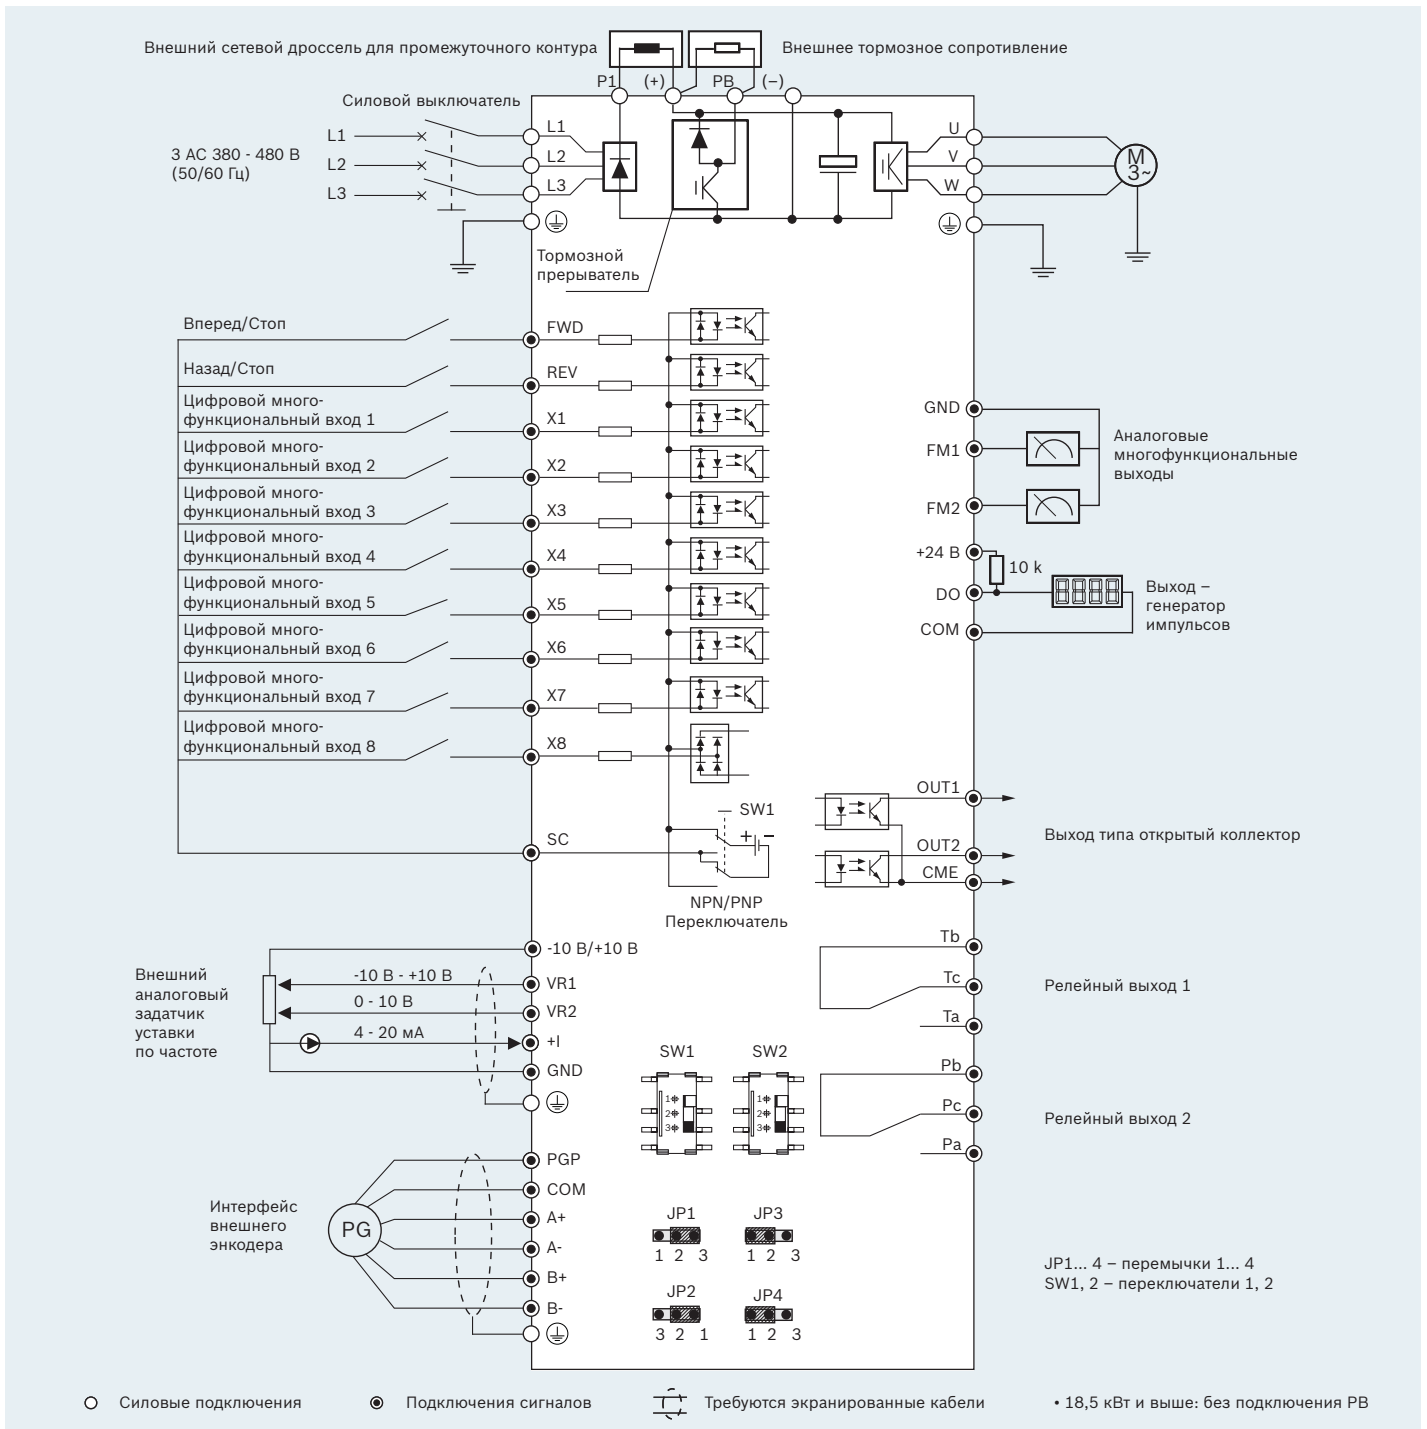 Внешний сетевой дроссель для промежуточного контура
Внешнее тормозное сопротивление
P1 (+) PB (–)
Силовой выключатель
3 AC 380 - 480 В
(50/60 Гц)
L1
L2
L3
L1
L2
L3
U
V
W
M
3~
Тормозной
прерыватель
Вперед/Стоп
FWD
Назад/Стоп
REV
Цифровой много-
функциональный вход 1
X1
Цифровой много-
функциональный вход 2
X2
Цифровой много-
функциональный вход 3
X3
Цифровой много-
функциональный вход 4
X4
Цифровой много-
функциональный вход 5
X5
Цифровой много-
функциональный вход 6
X6
Цифровой много-
функциональный вход 7
X7
Цифровой много-
функциональный вход 8
X8
SC
SW1
+ –
NPN/PNP
Переключатель
GND
FM1
FM2
Аналоговые
многофункциональные
выходы
+24 В
10 k
DO
COM
Выход –
генератор
импульсов
OUT1
OUT2
CME
Выход типа открытый коллектор
Tb
Tc
Ta
Релейный выход 1
Pb
Pc
Pa
Релейный выход 2
Внешний
аналоговый
задатчик
уставки
по частоте
-10 В/+10 В
-10 В - +10 В
VR1
0 - 10 В
VR2
4 - 20 мА
+I
GND
SW1
1
2
3
SW2
1
2
3
Интерфейс
внешнего
энкодера
PG
PGP
COM
A+
A-
B+
B-
JP1
1 2 3
JP3
1 2 3
JP2
3 2 1
JP4
1 2 3
JP1... 4 – перемычки 1... 4
SW1, 2 – переключатели 1, 2
Силовые подключения
Подключения сигналов
Требуются экранированные кабели
• 18,5 кВт и выше: без подключения PB